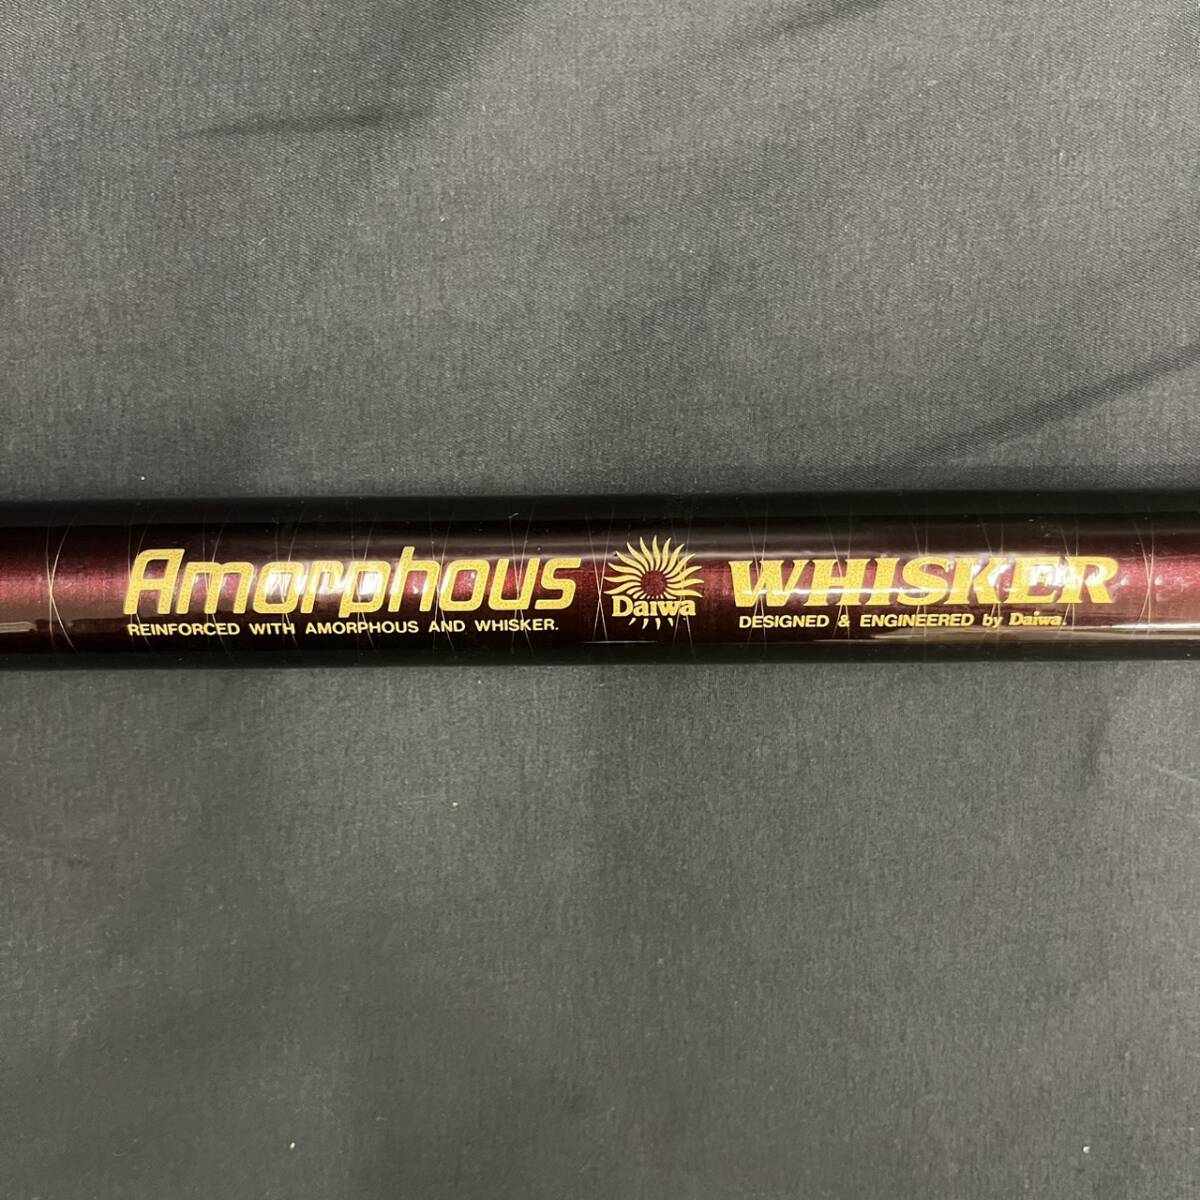 Amorphous
REINFORCED WITH AMORPHOUS AND WHISKER.
Daiwa
WHISKER
DESIGNED & ENGINEERED by Daiwa.